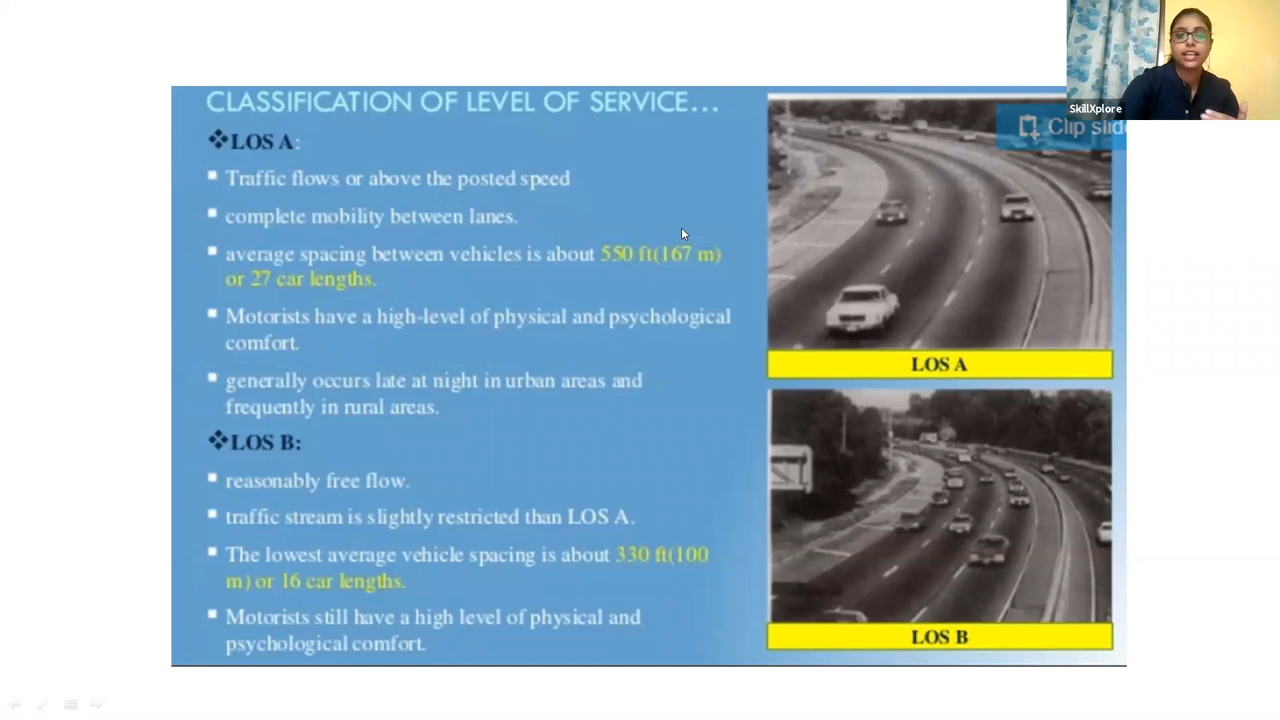 SkillXplore
CLASSIFICATION OF LEVEL OF SERVICE...
Clip slide
❖LOS A:
▪ Traffic flows or above the posted speed
▪ complete mobility between lanes.
▪ average spacing between vehicles is about 550 ft(167 m)
or 27 car lengths.
▪ Motorists have a high-level of physical and psychological
comfort.
▪ generally occurs late at night in urban areas and
frequently in rural areas.
❖LOS B:
▪ reasonably free flow.
▪ traffic stream is slightly restricted than LOS A.
▪ The lowest average vehicle spacing is about 330 ft(100
m) or 16 car lengths.
▪ Motorists still have a high level of physical and
psychological comfort.
LOS A
LOS B